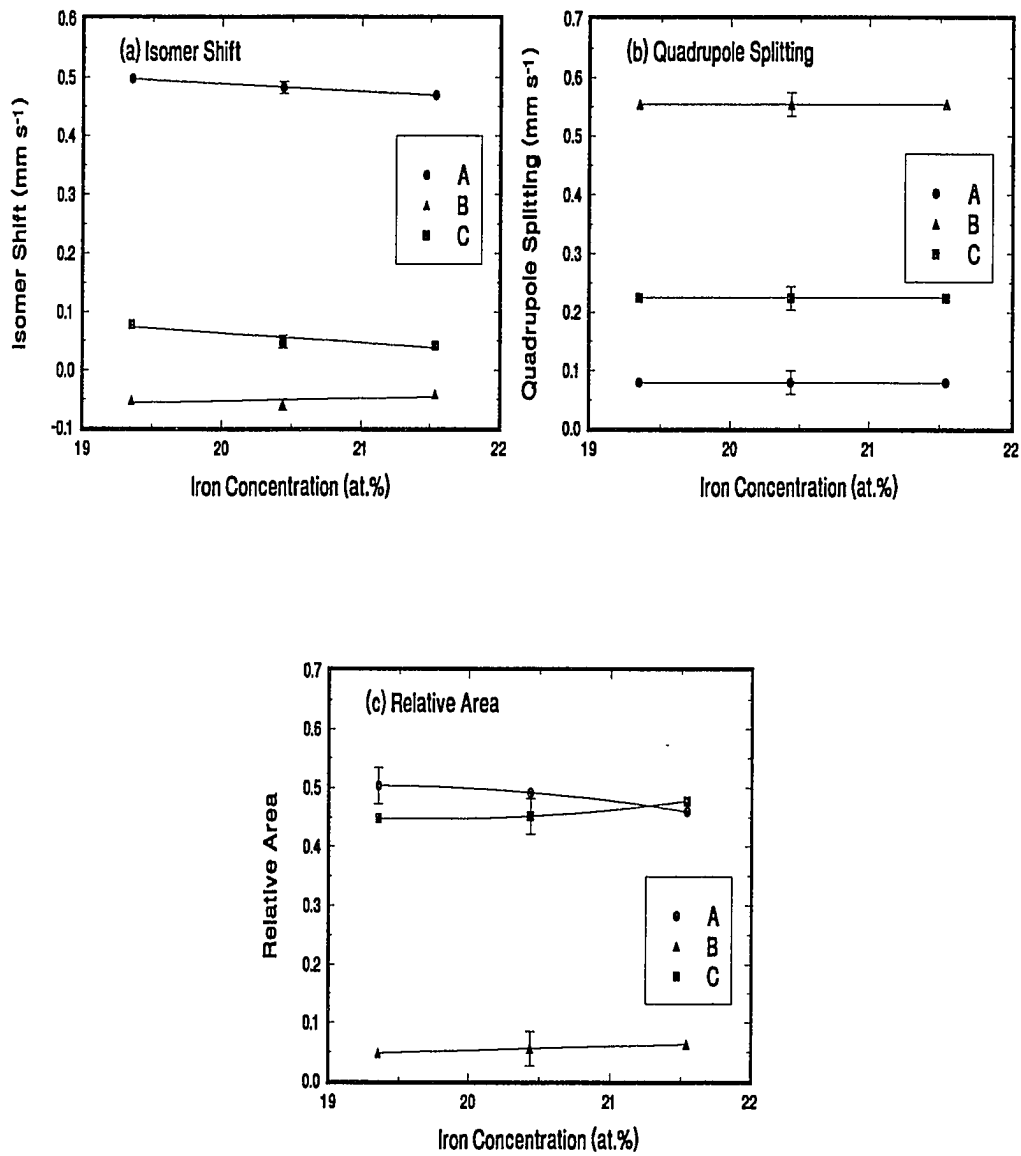 (a) Isomer Shift
Isomer Shift (mm s⁻¹)
0.6
0.5
0.4
0.3
0.2
0.1
0.0
-0.1
A
B
C
19
20
21
22
Iron Concentration (at.%)
(b) Quadrupole Splitting
Quadrupole Splitting (mm s⁻¹)
0.7
0.6
0.5
0.4
0.3
0.2
0.1
0.0
A
B
C
19
20
21
22
Iron Concentration (at.%)
(c) Relative Area
Relative Area
0.7
0.6
0.5
0.4
0.3
0.2
0.1
0.0
A
B
C
19
20
21
22
Iron Concentration (at.%)